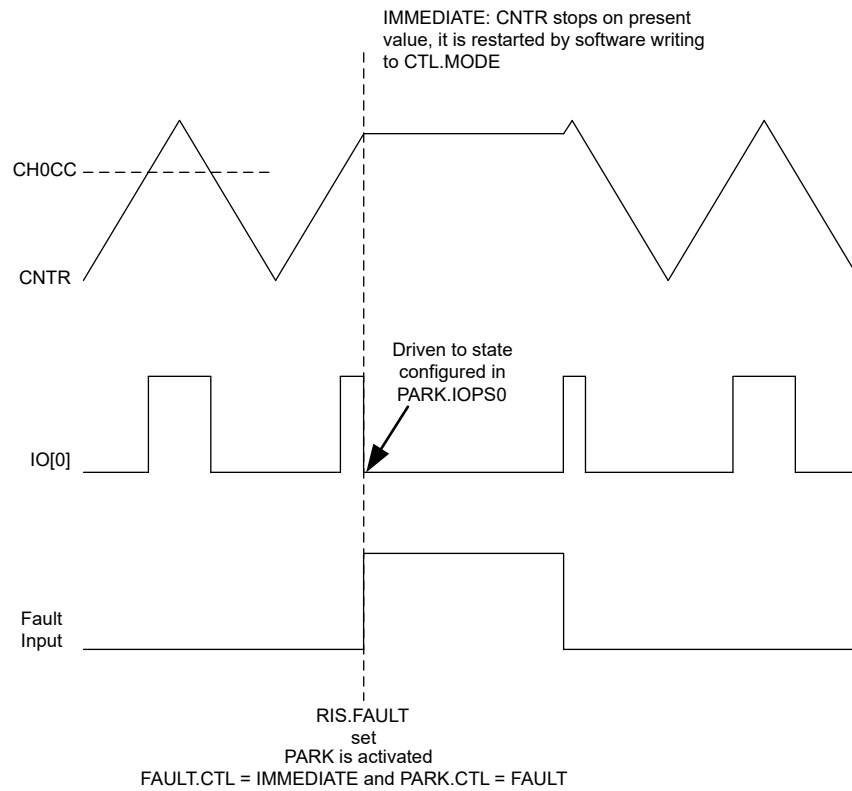 IMMEDIATE: CNTR stops on present
value, it is restarted by software writing
to CTL.MODE
CH0CC
CNTR
Driven to state
configured in
PARK.IOPS0
IO[0]
Fault
Input
RIS.FAULT
set
PARK is activated
FAULT.CTL = IMMEDIATE and PARK.CTL = FAULT